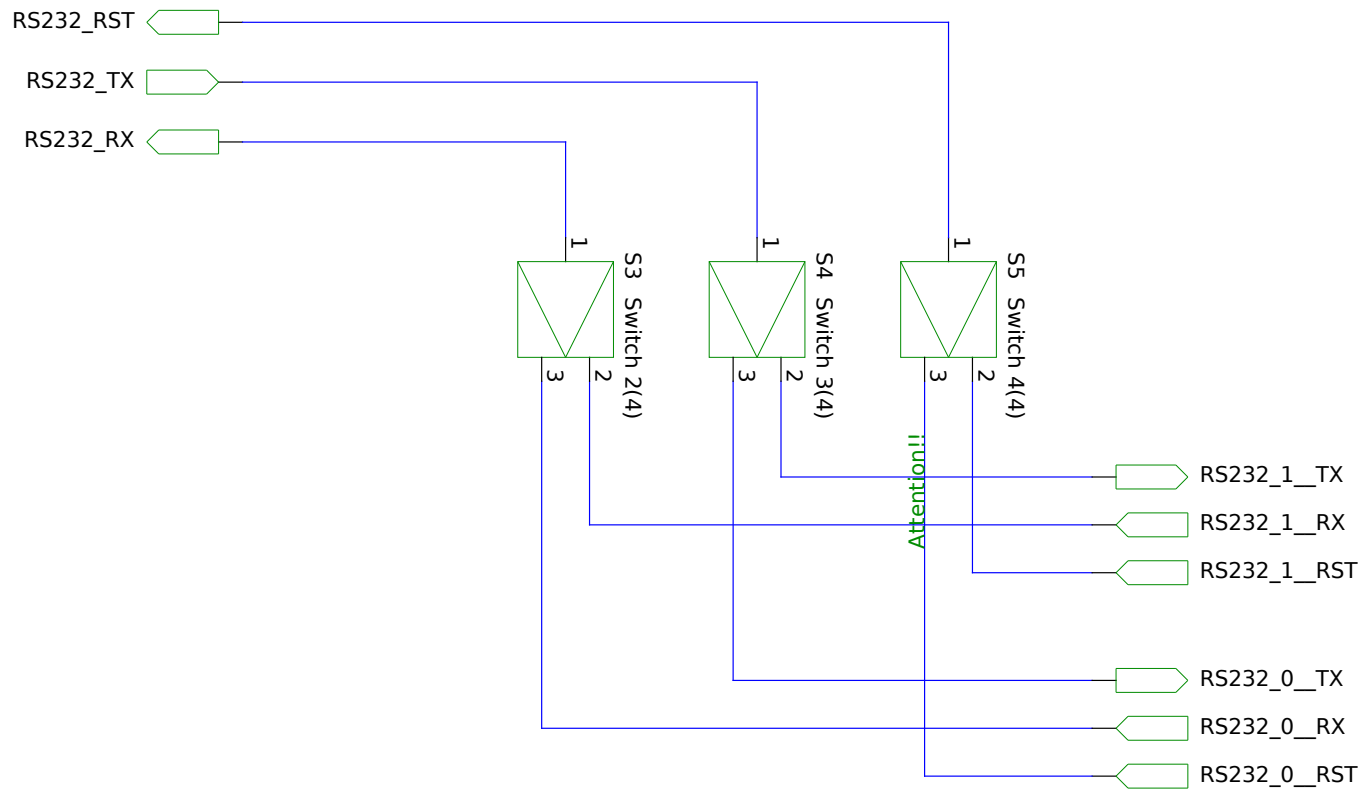 RS232_RST
RS232_TX
RS232_RX
1
S3 Switch 2(4)
3
2
1
S4 Switch 3(4)
3
2
1
S5 Switch 4(4)
3
2
Attention!!
RS232_1__TX
RS232_1__RX
RS232_1__RST
RS232_0__TX
RS232_0__RX
RS232_0__RST